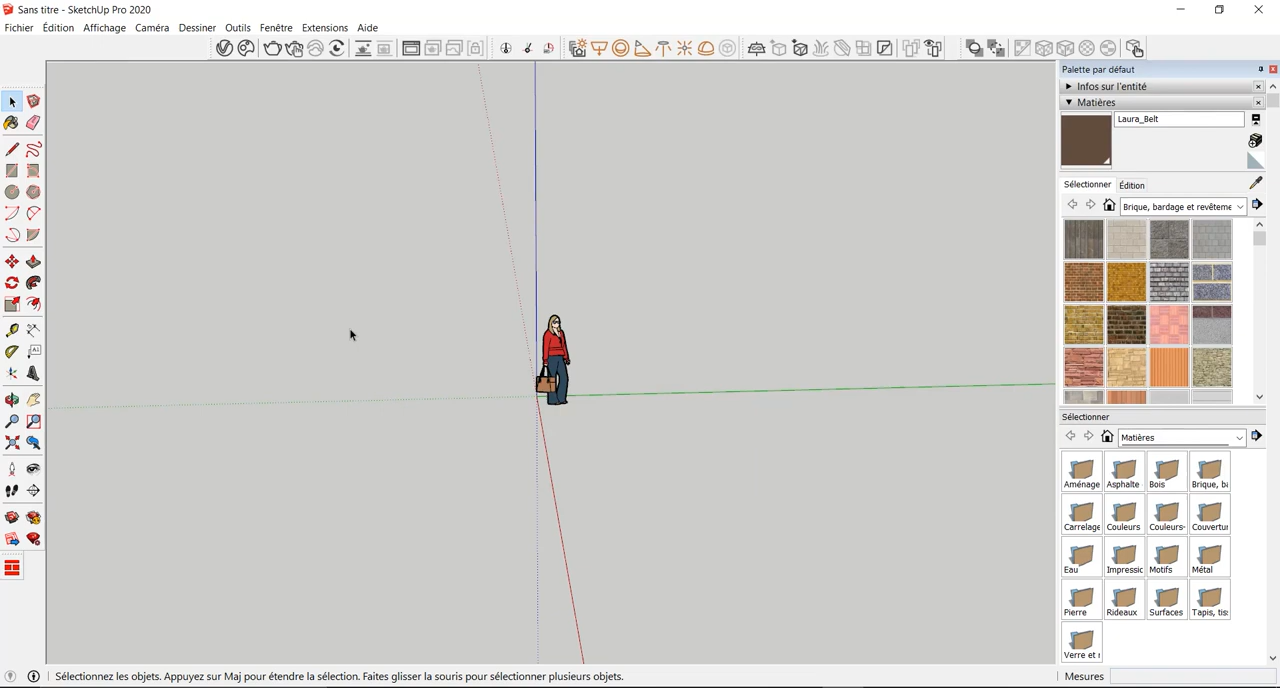 Sans titre - SketchUp Pro 2020
Fichier Édition Affichage Caméra Dessiner Outils Fenêtre Extensions Aide
Palette par défaut
Infos sur l'entité
Matières
Laura_Belt
Sélectionner Édition
Brique, bardage et revêteme
Sélectionner
Matières
Aménage Asphalte Bois Brique, ba
Carrelage Couleurs Couleurs- Couvertur
Eau Impressic Motifs Métal
Pierre Rideaux Surfaces Tapis, tis
Verre et r
Sélectionnez les objets. Appuyez sur Maj pour étendre la sélection. Faites glisser la souris pour sélectionner plusieurs objets.
Mesures